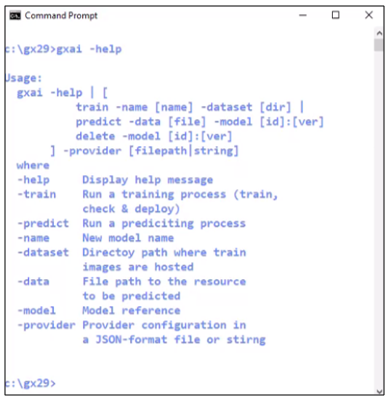 Command Prompt
c:\gx29>gxai -help
Usage:
gxai -help | [
train -name [name] -dataset [dir] |
predict -data [file] -model [id]:[ver]
delete -model [id]:[ver]
] -provider [filepath|string]
where
-help Display help message
-train Run a training process (train,
check & deploy)
-predict Run a prediciting process
-name New model name
-dataset Directoy path where train
images are hosted
-data File path to the resource
to be predicted
-model Model reference
-provider Provider configuration in
a JSON-format file or stirng
c:\gx29>